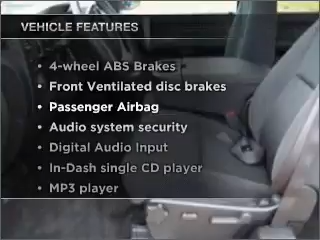 VEHICLE FEATURES
• 4-wheel ABS Brakes
• Front Ventilated disc brakes
• Passenger Airbag
• Audio system security
• Digital Audio Input
• In-Dash single CD player
• MP3 player